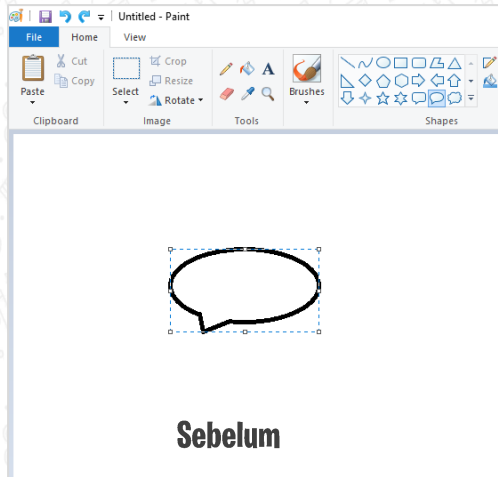 Untitled - Paint
File Home View
Paste
Cut
Copy
Clipboard
Select
Crop
Resize
Rotate
Image
A
Tools
Brushes
Shapes
Sebelum